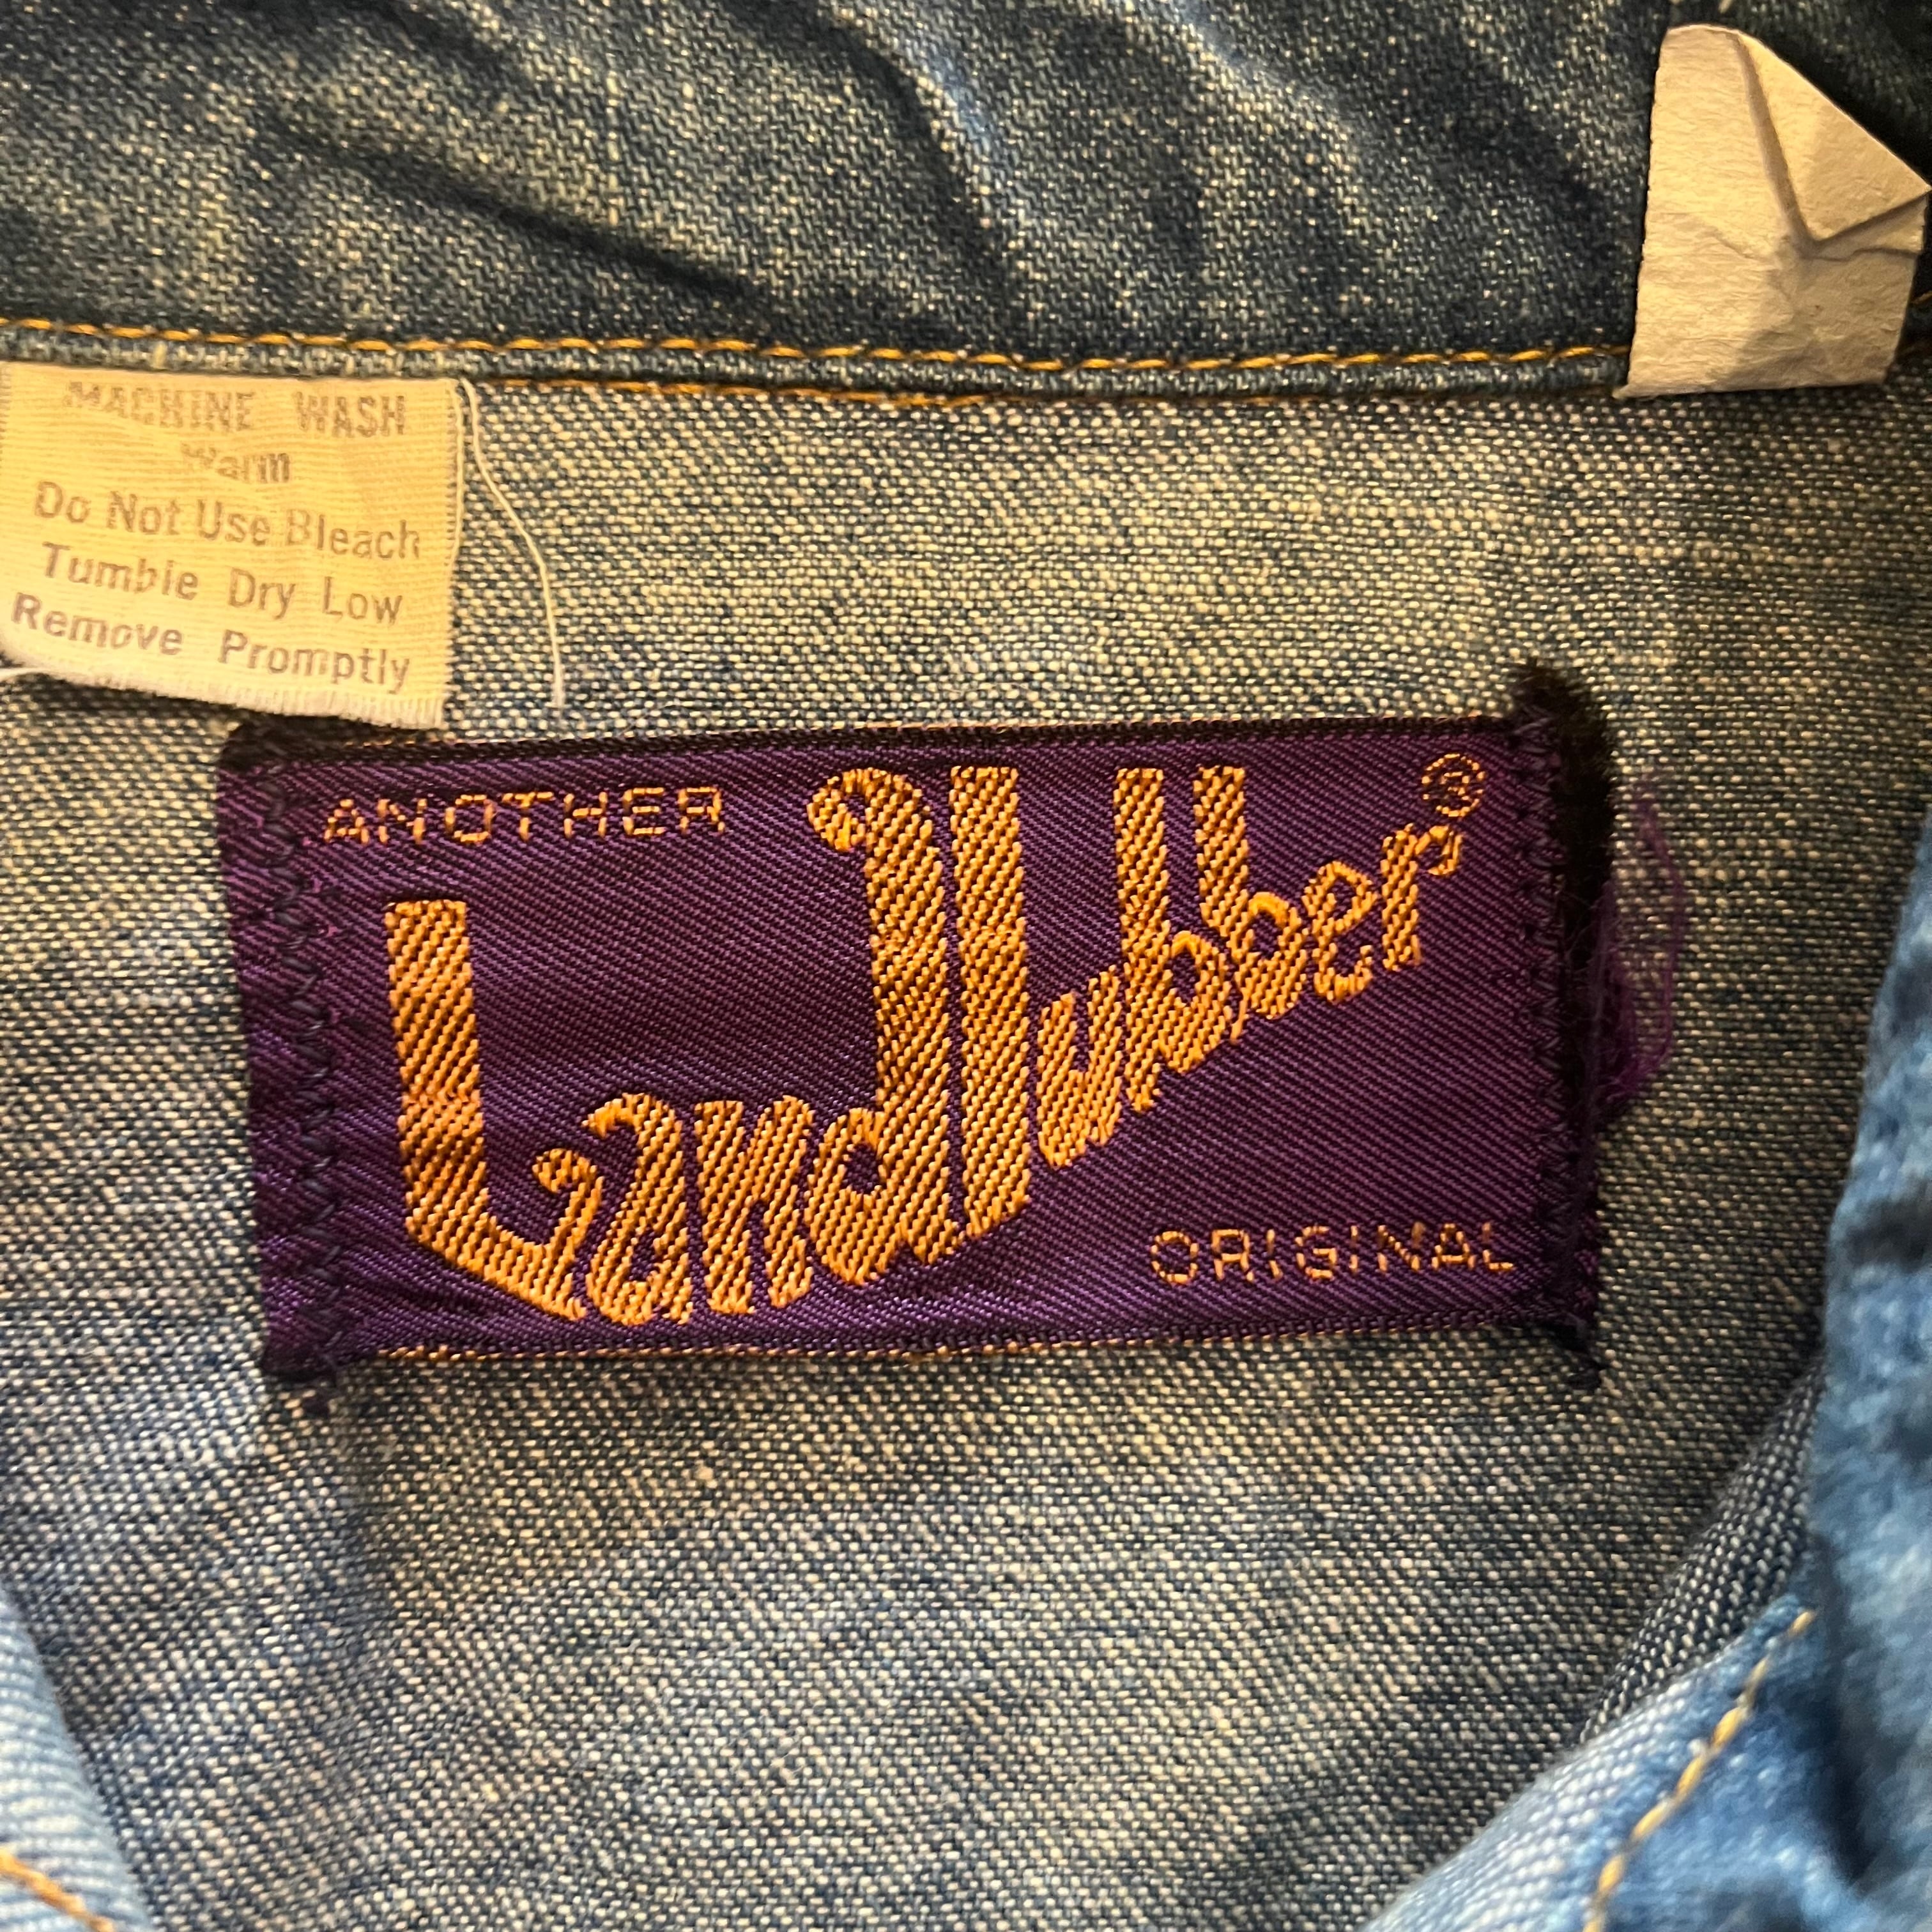 MACHINE WASH
Warm
Do Not Use Bleach
Tumble Dry Low
Remove Promptly
ANOTHER
Landlubber®
ORIGINAL